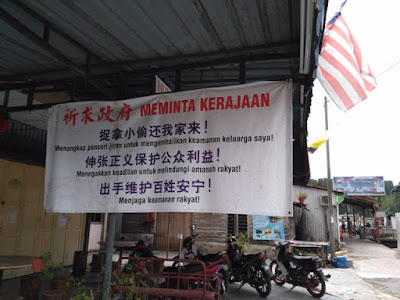 祈求政府 MEMINTA KERAJAAN
捉拿小偷还我家来！
Menangkap pencuri jiran untuk mengembalikan keamanan keluarga saya!
伸张正义保护公众利益！
Menegakkan keadilan untuk melindungi amanah rakyat!
出手维护百姓安宁！
Menjaga keamanan rakyat!